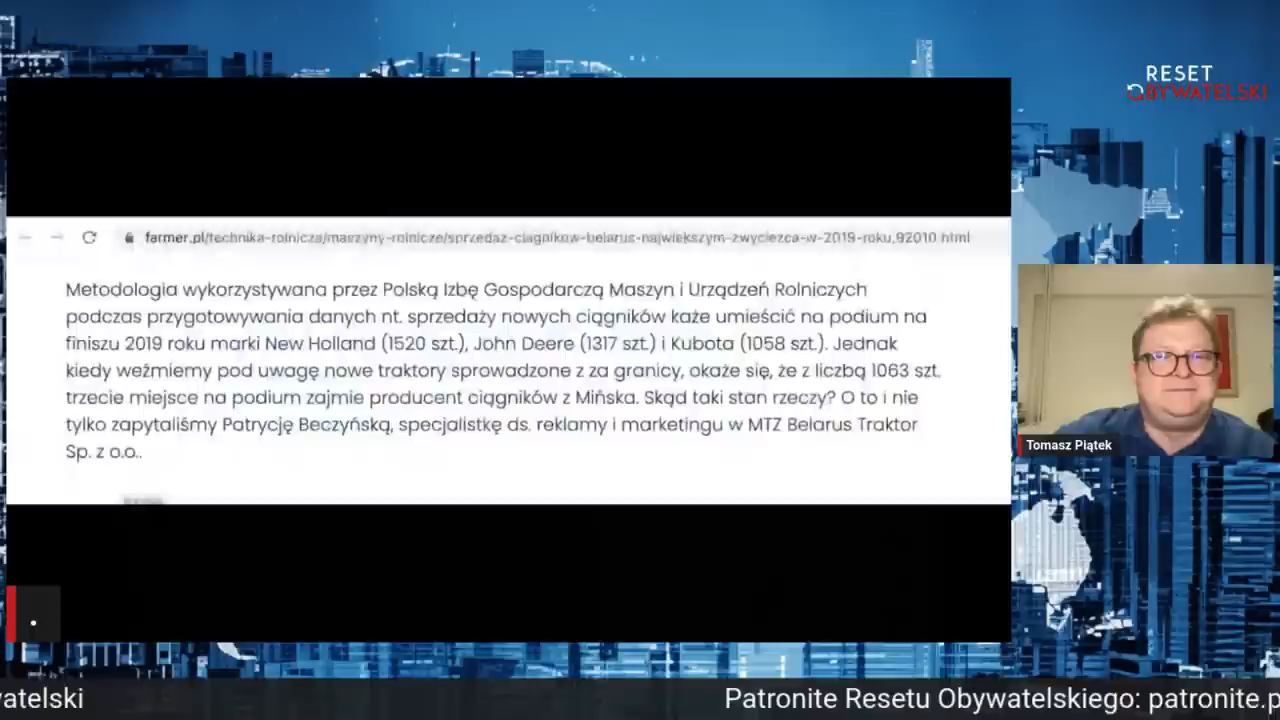 RESET
OBYWATELSKI
farmer.pl/technika-rolnicza/maszyny-rolnicze/sprzedaz-ciagnikow-belarus-najwiekszym-zwyciezca-w-2019-roku,92010.html
Metodologia wykorzystywana przez Polską Izbę Gospodarczą Maszyn i Urządzeń Rolniczych
podczas przygotowywania danych nt. sprzedaży nowych ciągników każe umieścić na podium na
finiszu 2019 roku marki New Holland (1520 szt.), John Deere (1317 szt.) i Kubota (1058 szt.). Jednak
kiedy weźmiemy pod uwagę nowe traktory sprowadzone z za granicy, okaże się, że z liczbą 1063 szt.
trzecie miejsce na podium zajmie producent ciągników z Mińska. Skąd taki stan rzeczy? O to i nie
tylko zapytaliśmy Patrycję Beczyńską, specjalistkę ds. reklamy i marketingu w MTZ Belarus Traktor
Sp. z o.o..
Tomasz Piątek
.
watelski
Patronite Resetu Obywatelskiego: patronite.p